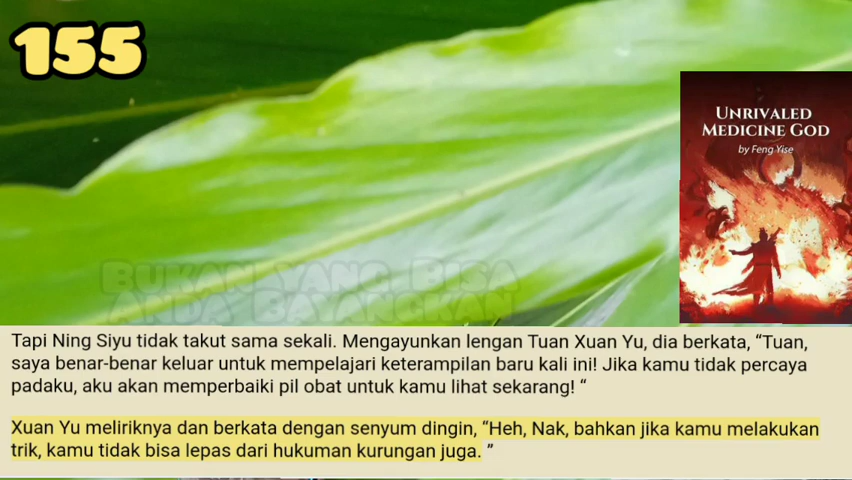 155
UNRIVALED
MEDICINE GOD
by Feng Yise
BUKAN YANG BISA
ANDA BAYANGKAN
Tapi Ning Siyu tidak takut sama sekali. Mengayunkan lengan Tuan Xuan Yu, dia berkata, “Tuan,
saya benar-benar keluar untuk mempelajari keterampilan baru kali ini! Jika kamu tidak percaya
padaku, aku akan memperbaiki pil obat untuk kamu lihat sekarang! “
Xuan Yu meliriknya dan berkata dengan senyum dingin, “Heh, Nak, bahkan jika kamu melakukan
trik, kamu tidak bisa lepas dari hukuman kurungan juga. ”